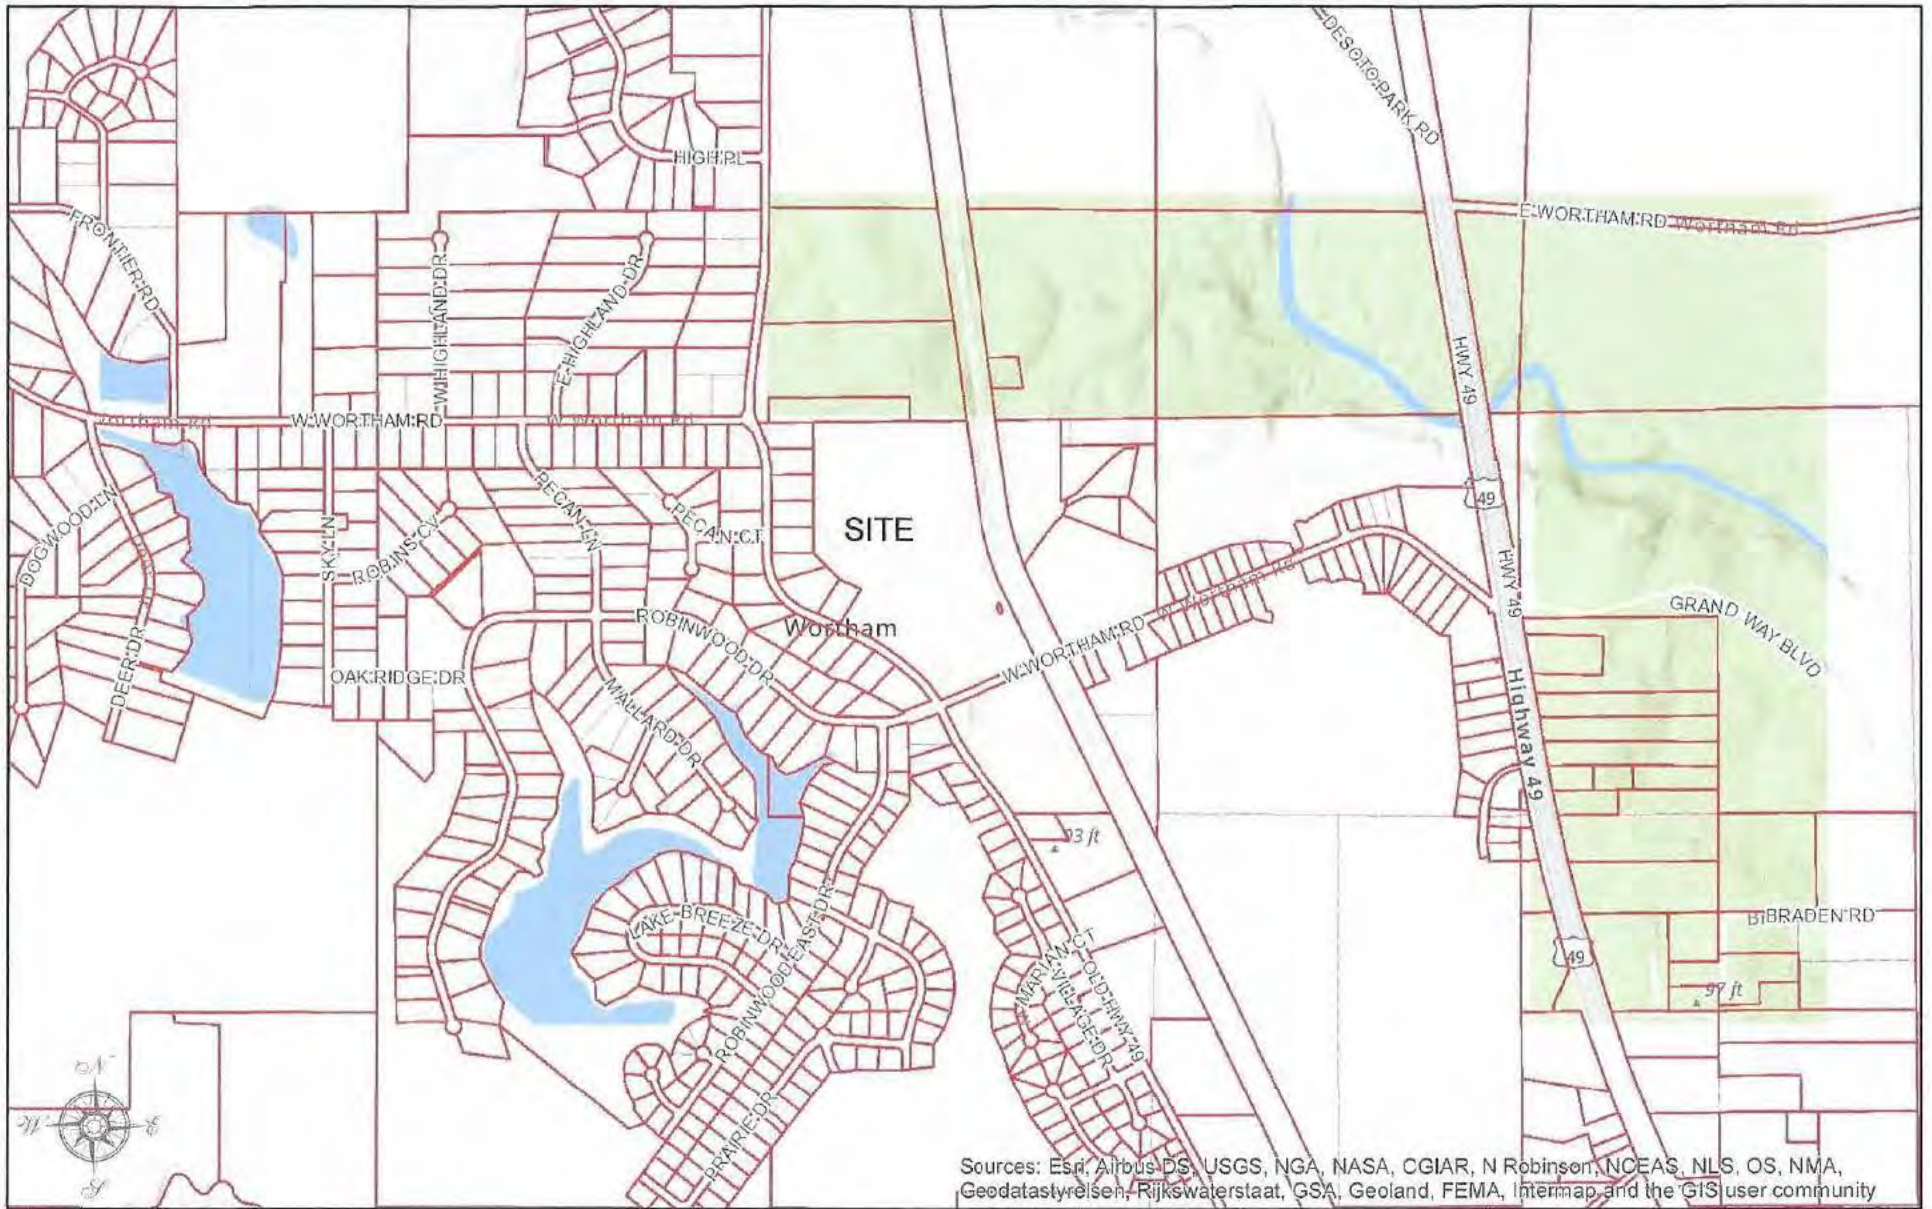 DESOTO PARK RD
HIGH PL
FRONTIER RD
E WORTHAM RD
Wortham Rd
W HIGHLAND DR
E HIGHLAND DR
HWY 49
W WORTHAM RD
W Wortham Rd
49
DOGWOOD LN
SKY LN
ROBINS CV
PECAN LN
PECAN CT
SITE
HWY 49
W Wortham Rd
GRAND WAY BLVD
ROBINWOOD DR
Wortham
W WORTHAM RD
DEER DR
OAK RIDGE DR
MALLARD DR
Highway 49
93 ft
LAKE BREEZE DR
ROBINWOOD EAST DR
BRADEN RD
MARIAN CT
OLD HWY 49
VILLAGE DR
49
97 ft
PRAIRIE DR
Sources: Esri, Airbus DS, USGS, NGA, NASA, CGIAR, N Robinson, NCEAS, NLS, OS, NMA,
Geodatastyrelsen, Rijkswaterstaat, GSA, Geoland, FEMA, Intermap and the GIS user community